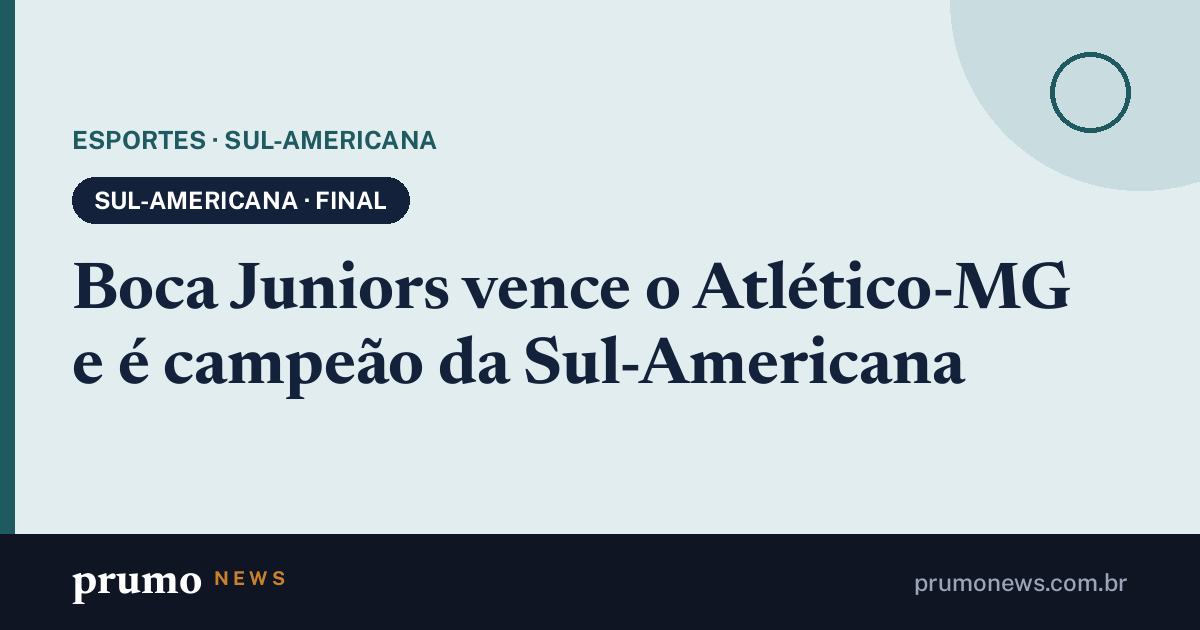 ESPORTES · SUL-AMERICANA
SUL-AMERICANA · FINAL
Boca Juniors vence o Atlético-MG
e é campeão da Sul-Americana
prumo NEWS
prumonews.com.br